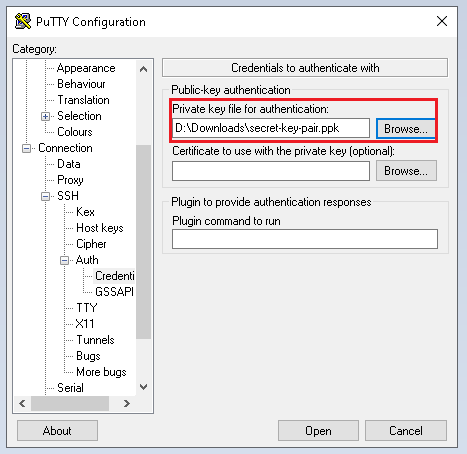 PuTTY Configuration
Category:
Appearance
Behaviour
Translation
Selection
Colours
Connection
Data
Proxy
SSH
Kex
Host keys
Cipher
Auth
Credenti
GSSAPI
TTY
X11
Tunnels
Bugs
More bugs
Serial
Credentials to authenticate with
Public-key authentication
Private key file for authentication:
D:\Downloads\secret-key-pair.ppk Browse...
Certificate to use with the private key (optional):
Browse...
Plugin to provide authentication responses
Plugin command to run
About Open Cancel